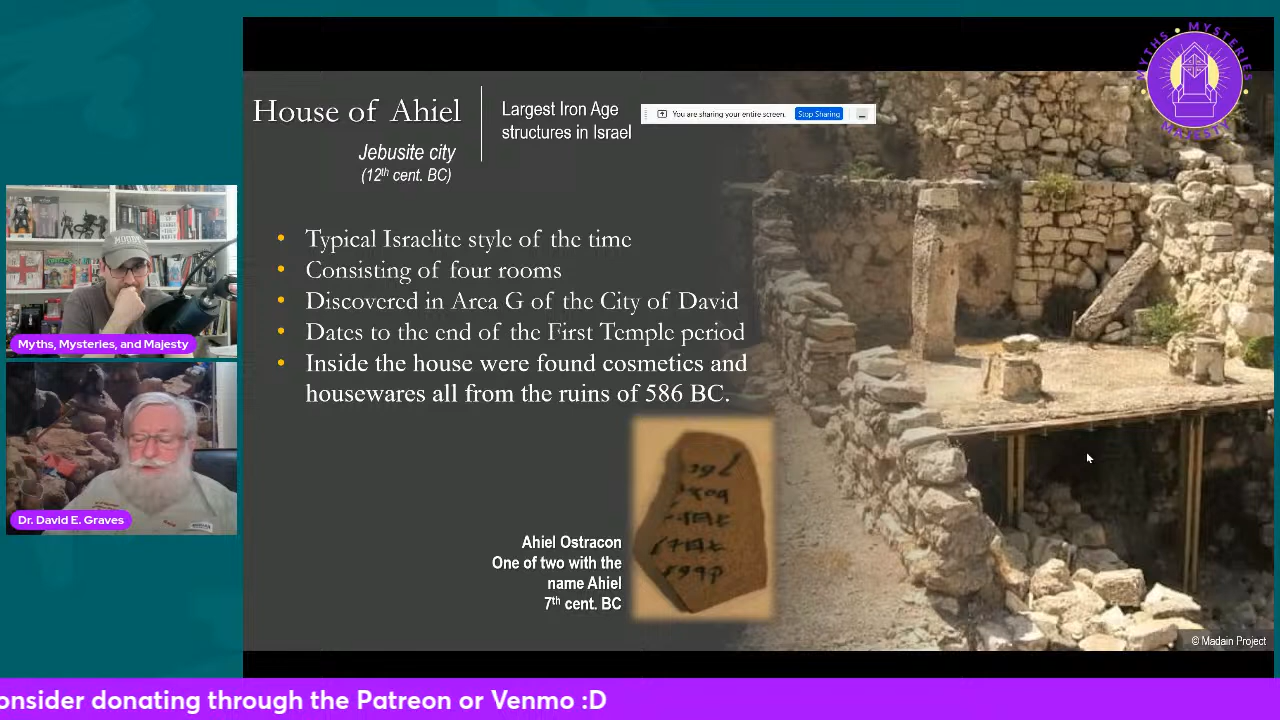 MYTHS • MYSTERIES
MAJESTY
House of Ahiel
Largest Iron Age
structures in Israel
You are sharing your entire screen.
Stop Sharing
Jebusite city
(12th cent. BC)
• Typical Israelite style of the time
• Consisting of four rooms
• Discovered in Area G of the City of David
• Dates to the end of the First Temple period
• Inside the house were found cosmetics and
housewares all from the ruins of 586 BC.
Myths, Mysteries, and Majesty
Dr. David E. Graves
Ahiel Ostracon
One of two with the
name Ahiel
7th cent. BC
© Madain Project
onsider donating through the Patreon or Venmo :D